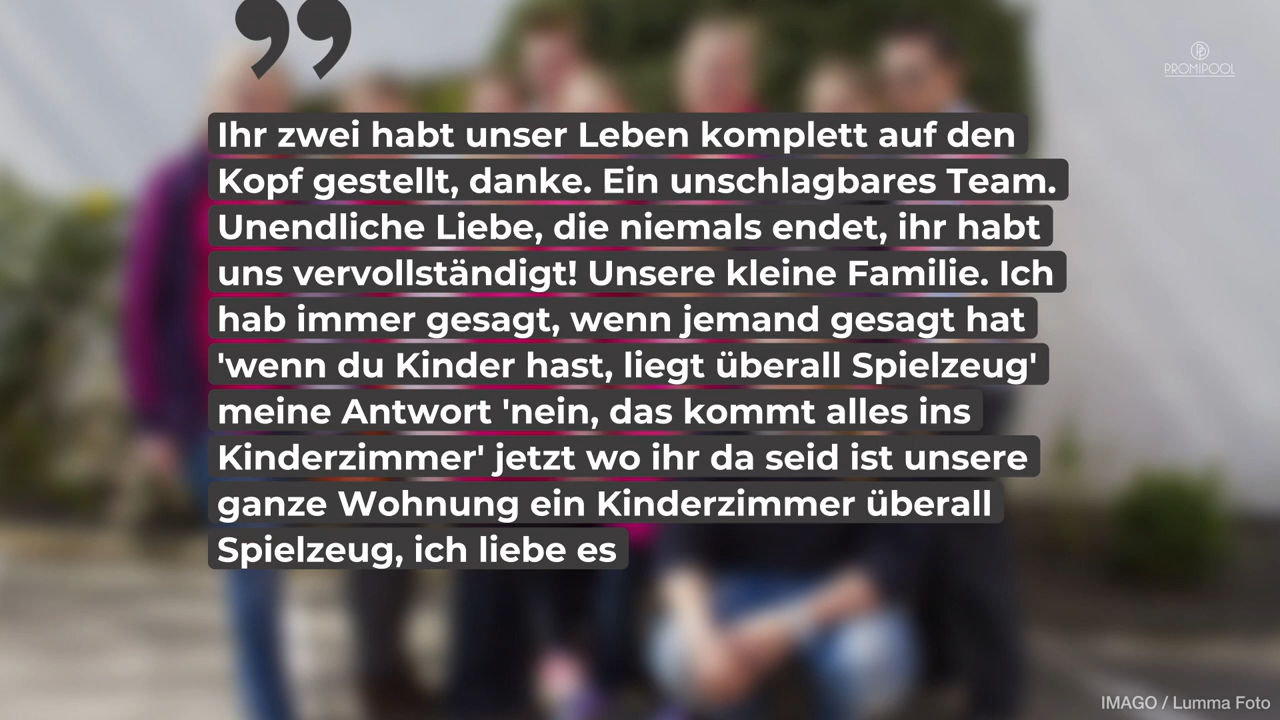 PROMIPOOL
Ihr zwei habt unser Leben komplett auf den
Kopf gestellt, danke. Ein unschlagbares Team.
Unendliche Liebe, die niemals endet, ihr habt
uns vervollständigt! Unsere kleine Familie. Ich
hab immer gesagt, wenn jemand gesagt hat
'wenn du Kinder hast, liegt überall Spielzeug'
meine Antwort 'nein, das kommt alles ins
Kinderzimmer' jetzt wo ihr da seid ist unsere
ganze Wohnung ein Kinderzimmer überall
Spielzeug, ich liebe es
IMAGO / Lumma Foto